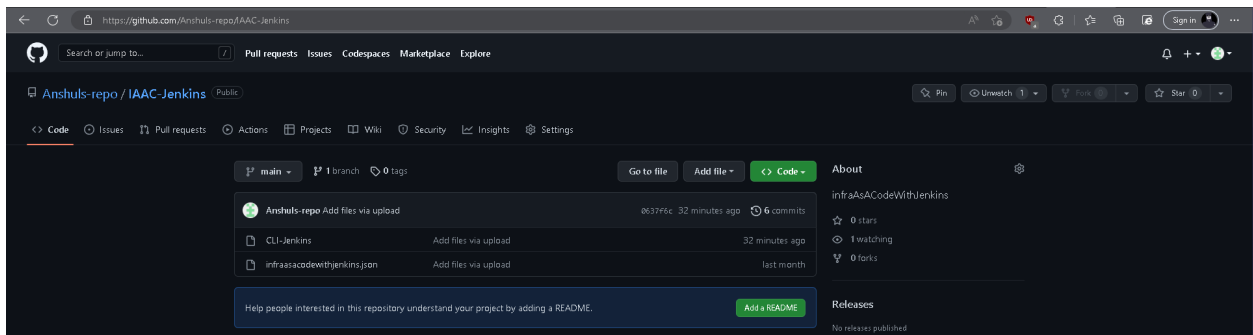 https://github.com/Anshuls-repo/IAAC-Jenkins
Sign in
Search or jump to... / Pull requests Issues Codespaces Marketplace Explore
Anshuls-repo / IAAC-Jenkins Public
Pin Unwatch 1 Fork 0 Star 0
Code Issues Pull requests Actions Projects Wiki Security Insights Settings
main 1 branch 0 tags Go to file Add file Code
Anshuls-repo Add files via upload 0637f6c 32 minutes ago 6 commits
CLI-Jenkins Add files via upload 32 minutes ago
infraasacodewithjenkins.json Add files via upload last month
Help people interested in this repository understand your project by adding a README. Add a README
About
infraAsACodeWithJenkins
0 stars
1 watching
0 forks
Releases
No releases published